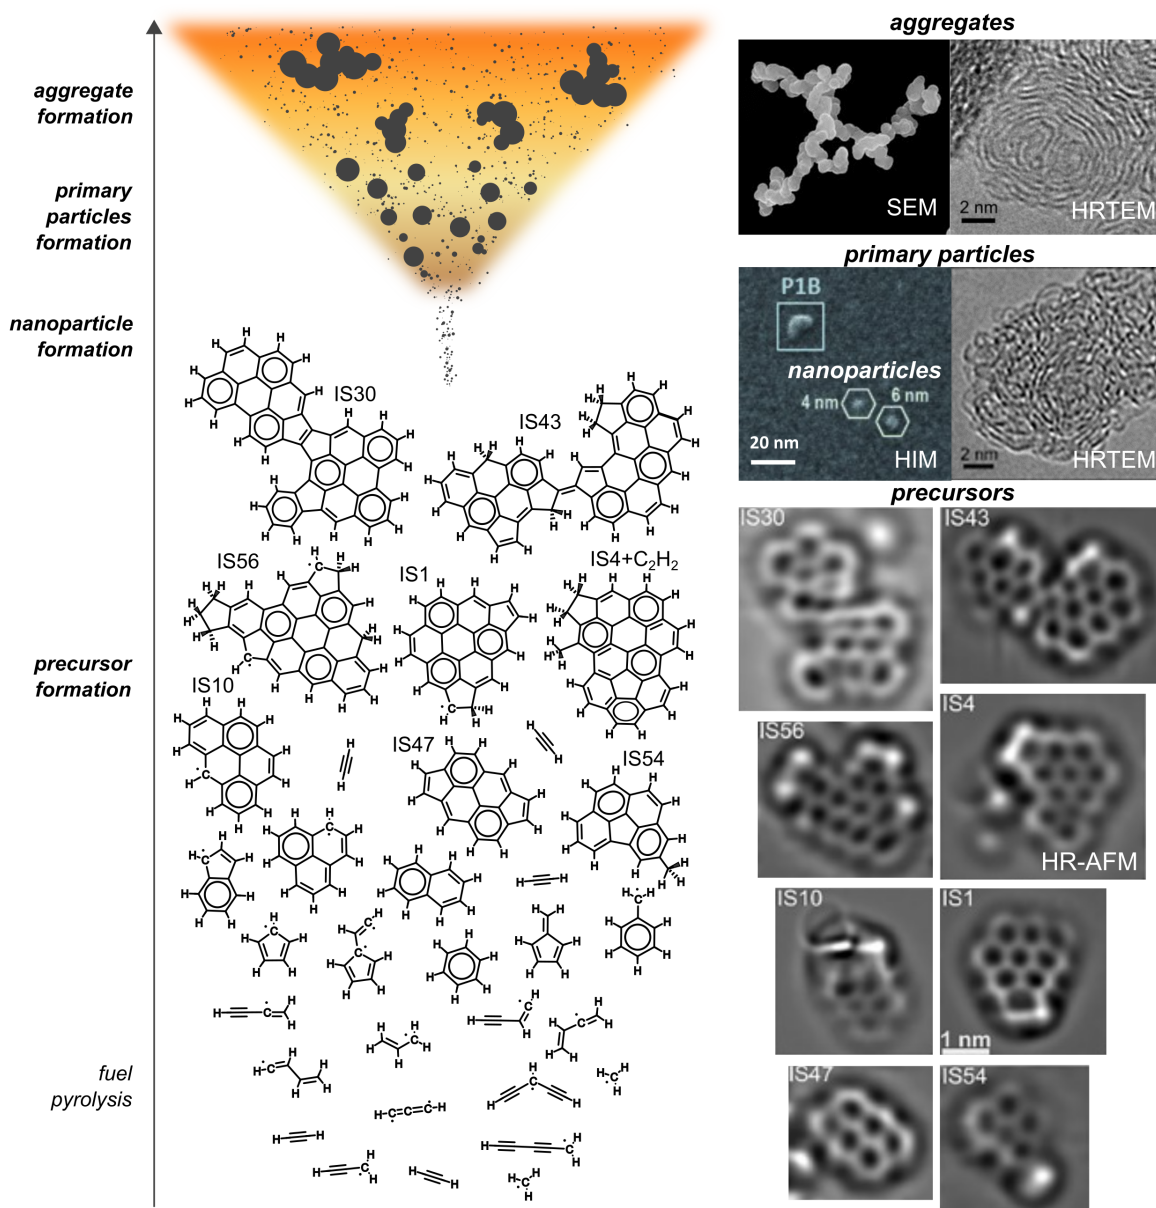 aggregate
formation
primary
particles
formation
nanoparticle
formation
precursor
formation
fuel
pyrolysis
IS30
IS43
IS56
IS1
IS4+C₂H₂
IS10
IS47
IS54
aggregates
SEM
2 nm
HRTEM
primary particles
P1B
nanoparticles
4 nm
6 nm
20 nm
HIM
2 nm
HRTEM
precursors
IS30
IS43
IS56
IS4
HR-AFM
IS10
IS1
1 nm
IS47
IS54